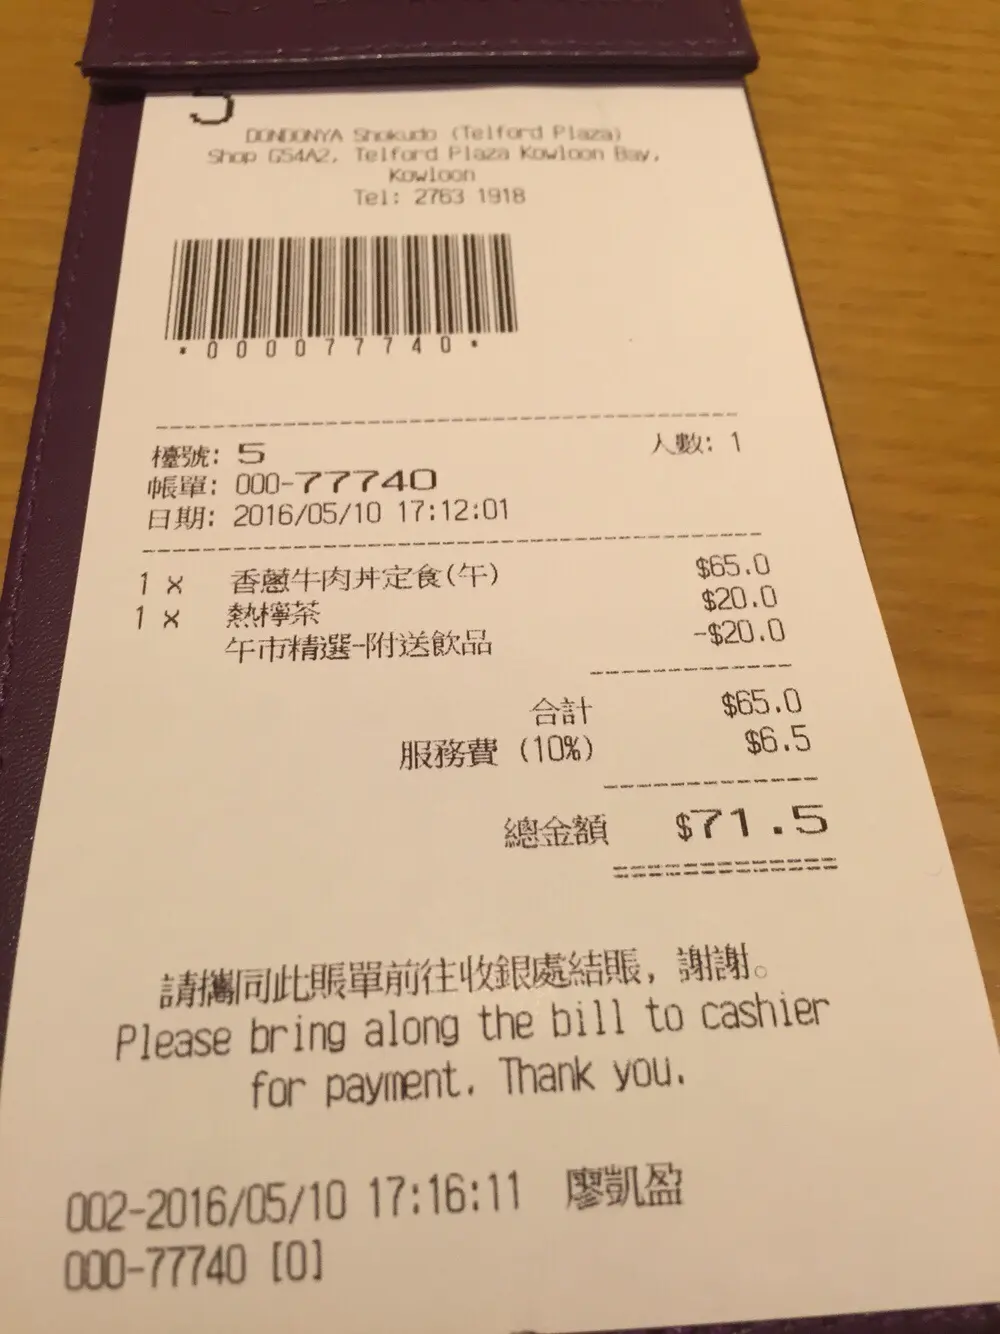 5
DONDONYA Shokudo (Telford Plaza)
Shop G54A2, Telford Plaza Kowloon Bay,
Kowloon
Tel: 2763 1918
*000077740*
檯號: 5 人數: 1
帳單: 000-77740
日期: 2016/05/10 17:12:01
1 x 香蔥牛肉丼定食(午) $65.0
1 x 熱檸茶 $20.0
午市精選-附送飲品 -$20.0
合計 $65.0
服務費 (10%) $6.5
總金額 $71.5
請攜同此賬單前往收銀處結賬, 謝謝。
Please bring along the bill to cashier
for payment. Thank you.
002-2016/05/10 17:16:11 廖凱盈
000-77740 [0]